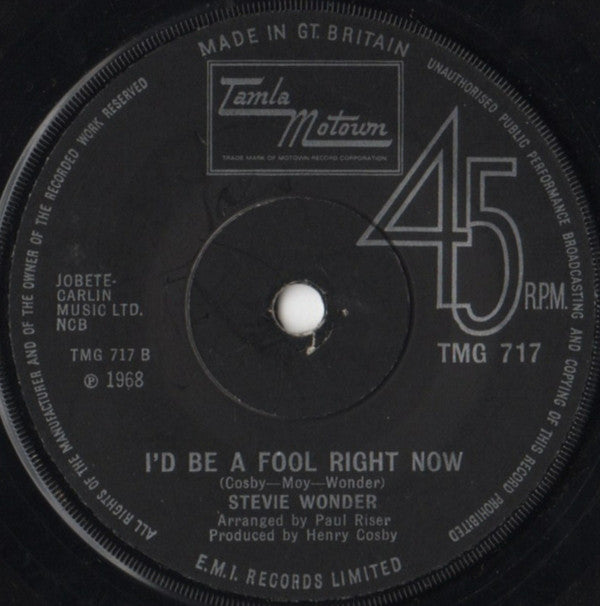 MADE IN GT. BRITAIN
UNAUTHORISED PUBLIC PERFORMANCE BROADCASTING AND COPYING OF THIS RECORD PROHIBITED
ALL RIGHTS OF THE MANUFACTURER AND OF THE OWNER OF THE RECORDED WORK RESERVED
Tamla
Motown
TRADE MARK OF MOTOWN RECORD CORPORATION
45
R.P.M.
TMG 717
JOBETE-
CARLIN
MUSIC LTD.
NCB
TMG 717 B
℗ 1968
I'D BE A FOOL RIGHT NOW
(Cosby—Moy—Wonder)
STEVIE WONDER
Arranged by Paul Riser
Produced by Henry Cosby
E.M.I. RECORDS LIMITED